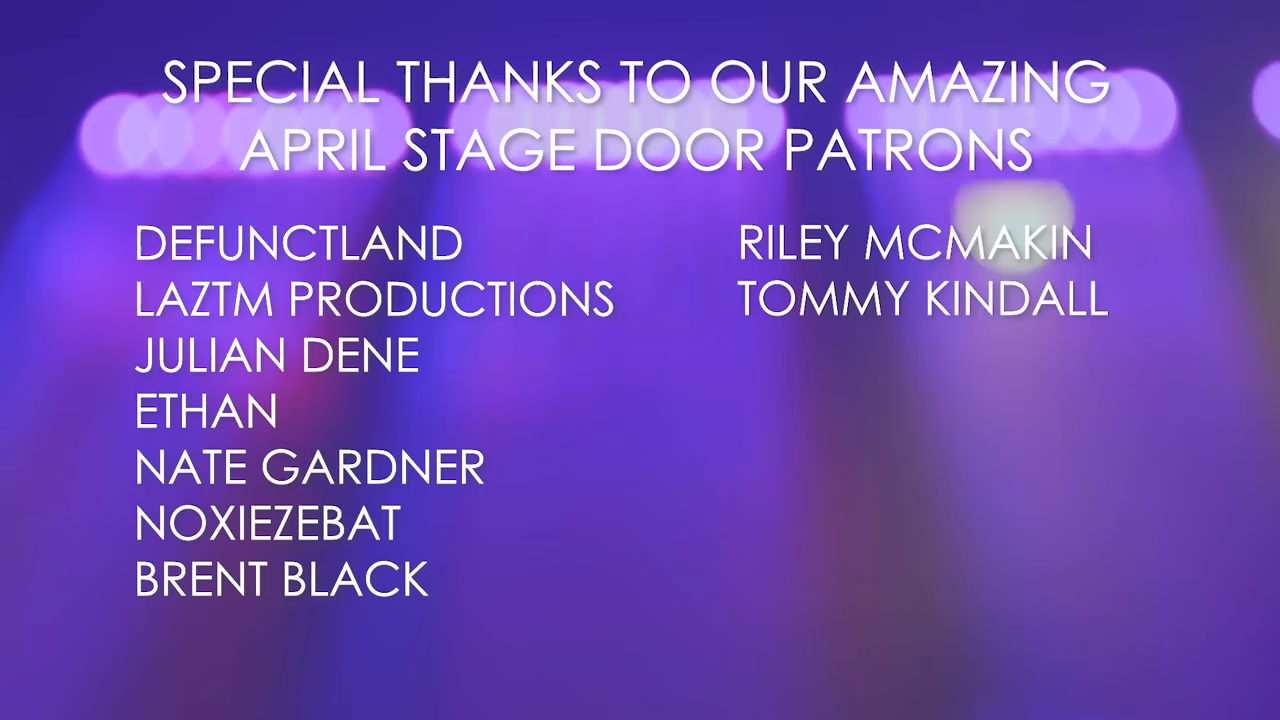 SPECIAL THANKS TO OUR AMAZING
APRIL STAGE DOOR PATRONS
DEFUNCTLAND
LAZTM PRODUCTIONS
JULIAN DENE
ETHAN
NATE GARDNER
NOXIEZEBAT
BRENT BLACK
RILEY MCMAKIN
TOMMY KINDALL